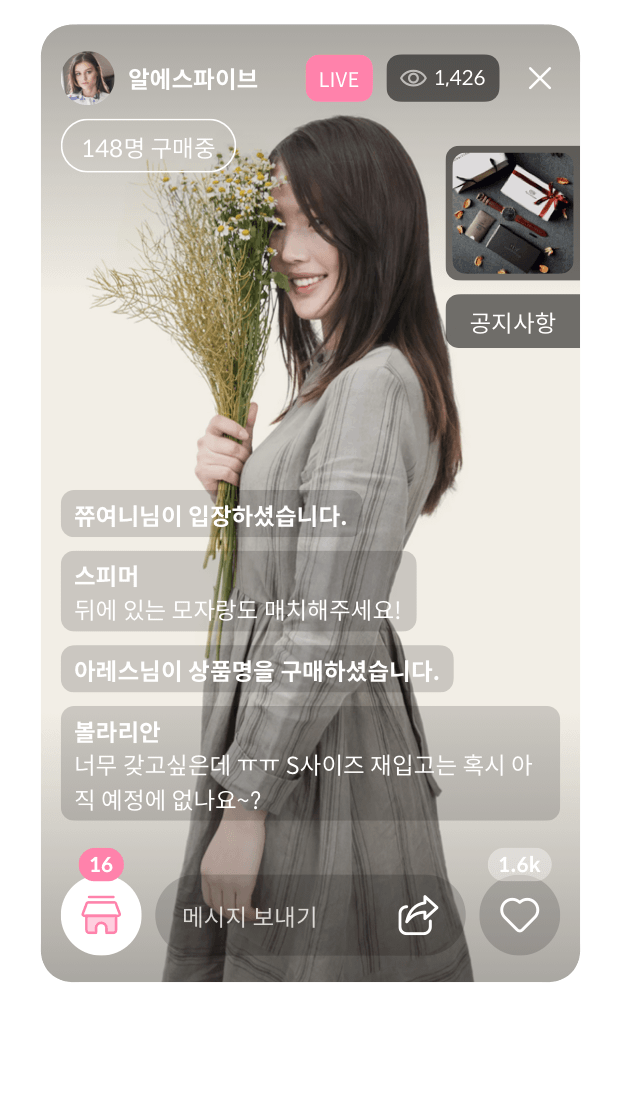 알에스파이브
LIVE
1,426
148명 구매중
공지사항
쮸여니님이 입장하셨습니다.
스피머
뒤에 있는 모자랑도 매치해주세요!
아레스님이 상품명을 구매하셨습니다.
볼라리안
너무 갖고싶은데 ㅠㅠ S사이즈 재입고는 혹시 아
직 예정에 없나요~?
16
1.6k
메시지 보내기